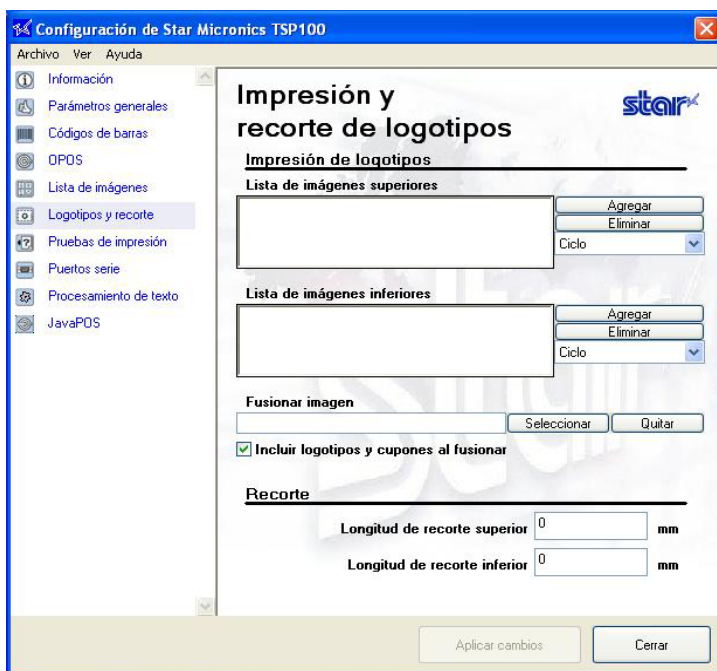 Configuración de Star Micronics TSP100
Archivo Ver Ayuda
Información
Parámetros generales
Códigos de barras
OPOS
Lista de imágenes
Logotipos y recorte
Pruebas de impresión
Puertos serie
Procesamiento de texto
JavaPOS
Impresión y
recorte de logotipos
star
Impresión de logotipos
Lista de imágenes superiores
Agregar
Eliminar
Ciclo
Lista de imágenes inferiores
Agregar
Eliminar
Ciclo
Fusionar imagen
Seleccionar Quitar
Incluir logotipos y cupones al fusionar
Recorte
Longitud de recorte superior 0 mm
Longitud de recorte inferior 0 mm
Aplicar cambios Cerrar